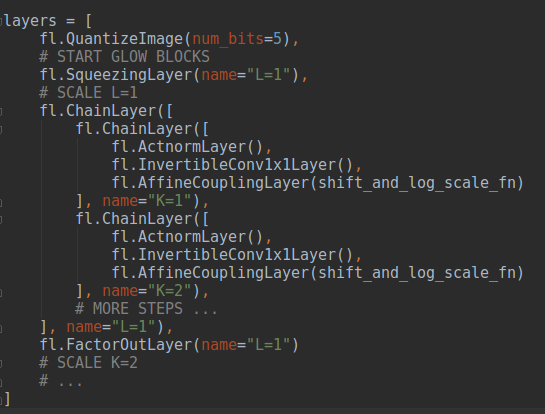 layers = [
    fl.QuantizeImage(num_bits=5),
    # START GLOW BLOCKS
    fl.SqueezingLayer(name="L=1"),
    # SCALE L=1
    fl.ChainLayer([
        fl.ChainLayer([
            fl.ActnormLayer(),
            fl.InvertibleConv1x1Layer(),
            fl.AffineCouplingLayer(shift_and_log_scale_fn)
        ], name="K=1"),
        fl.ChainLayer([
            fl.ActnormLayer(),
            fl.InvertibleConv1x1Layer(),
            fl.AffineCouplingLayer(shift_and_log_scale_fn)
        ], name="K=2"),
        # MORE STEPS ...
    ], name="L=1"),
    fl.FactorOutLayer(name="L=1")
    # SCALE K=2
    # ...
]